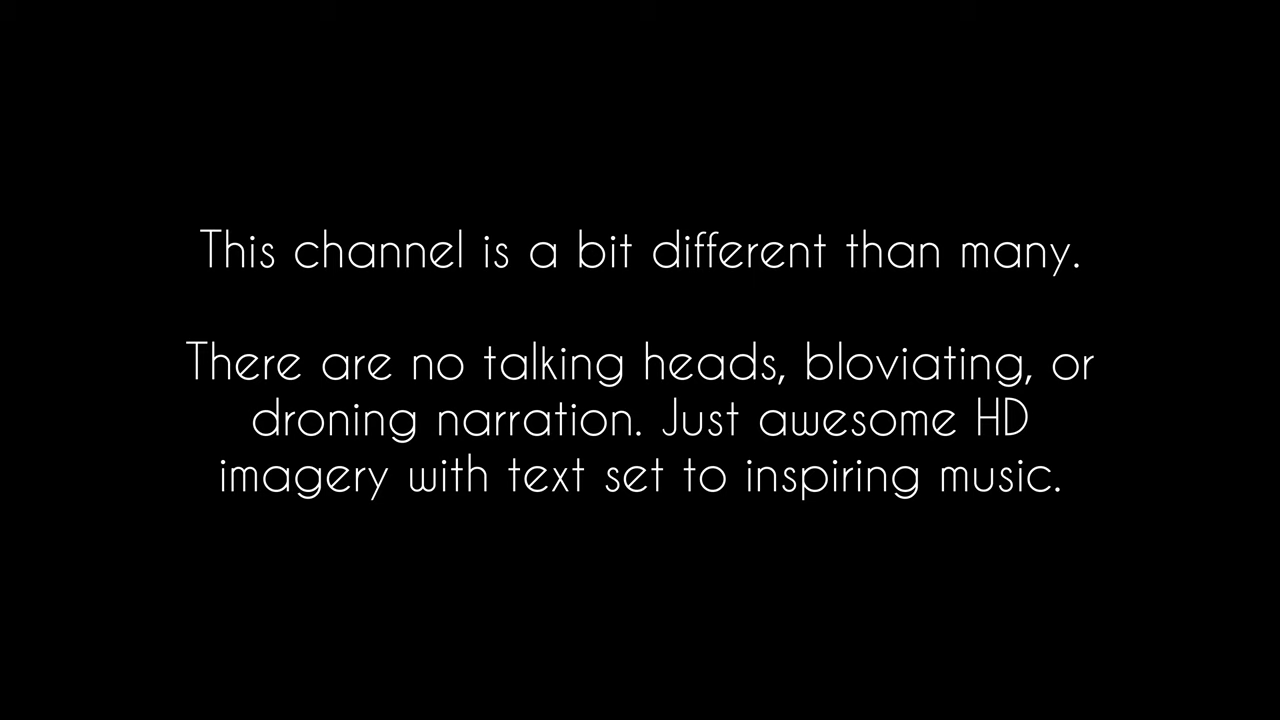 This channel is a bit different than many.
There are no talking heads, bloviating, or
droning narration. Just awesome HD
imagery with text set to inspiring music.